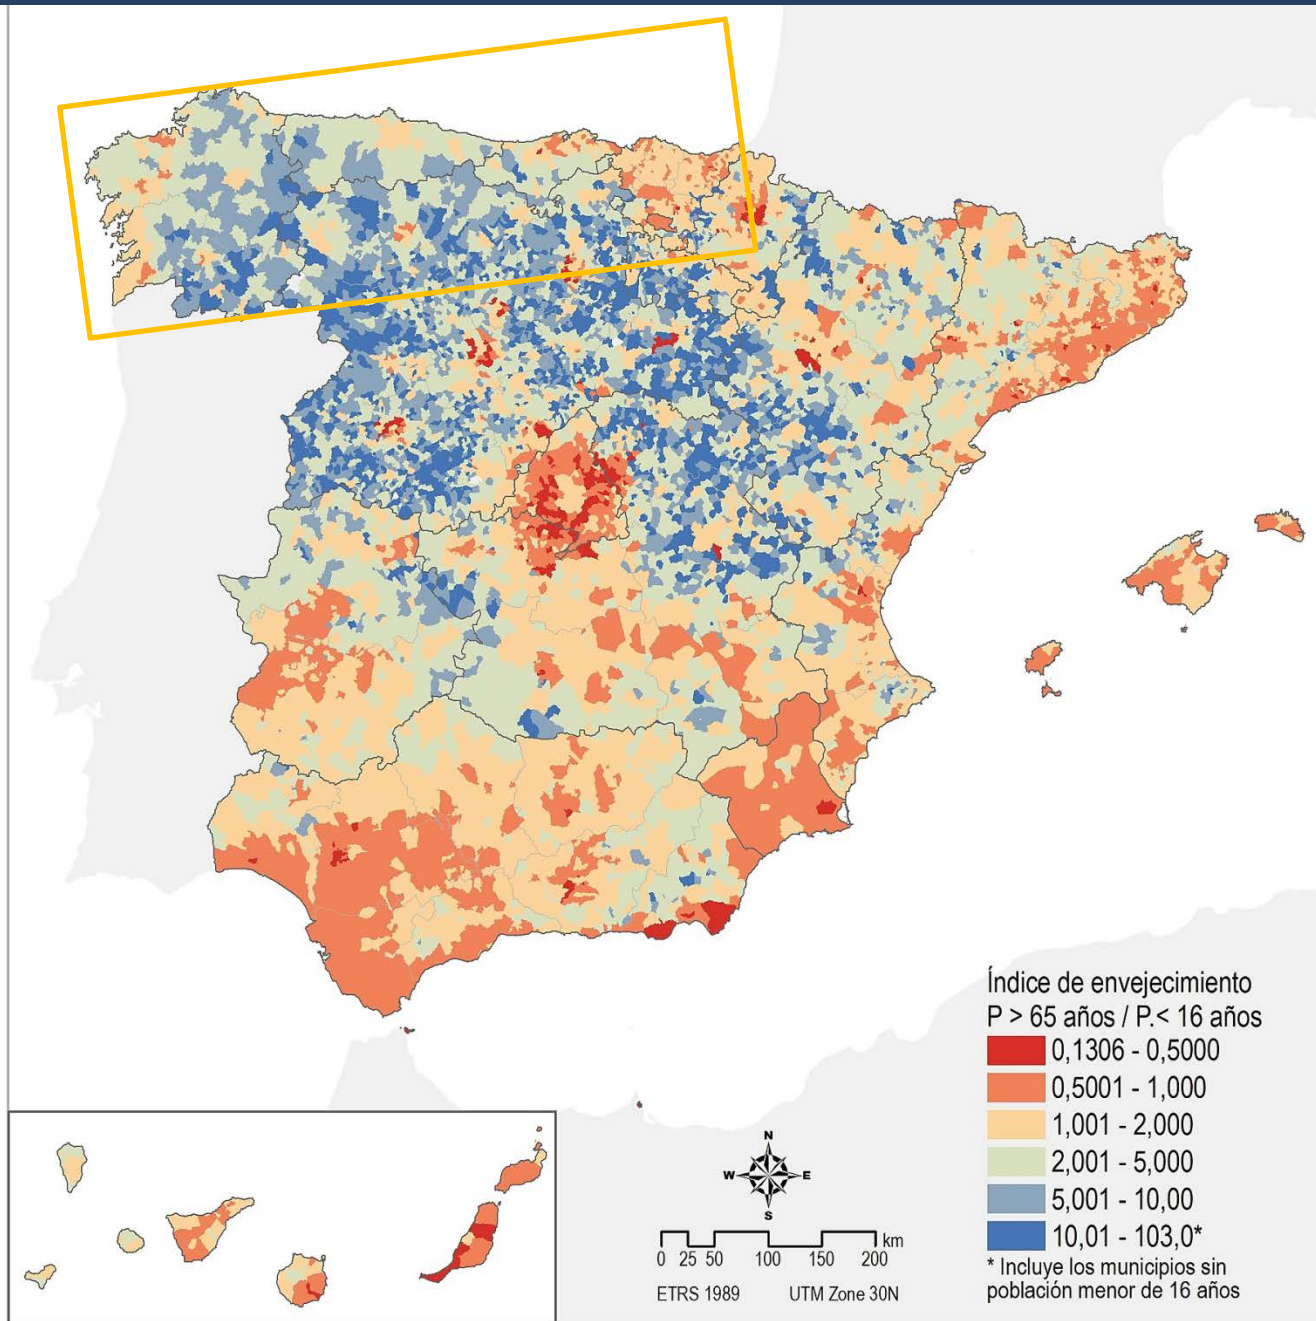 Índice de envejecimiento
P > 65 años / P.< 16 años
0,1306 - 0,5000
0,5001 - 1,000
1,001 - 2,000
2,001 - 5,000
5,001 - 10,00
10,01 - 103,0*
* Incluye los municipios sin
población menor de 16 años
N
W E
S
km
0 25 50 100 150 200
ETRS 1989 UTM Zone 30N